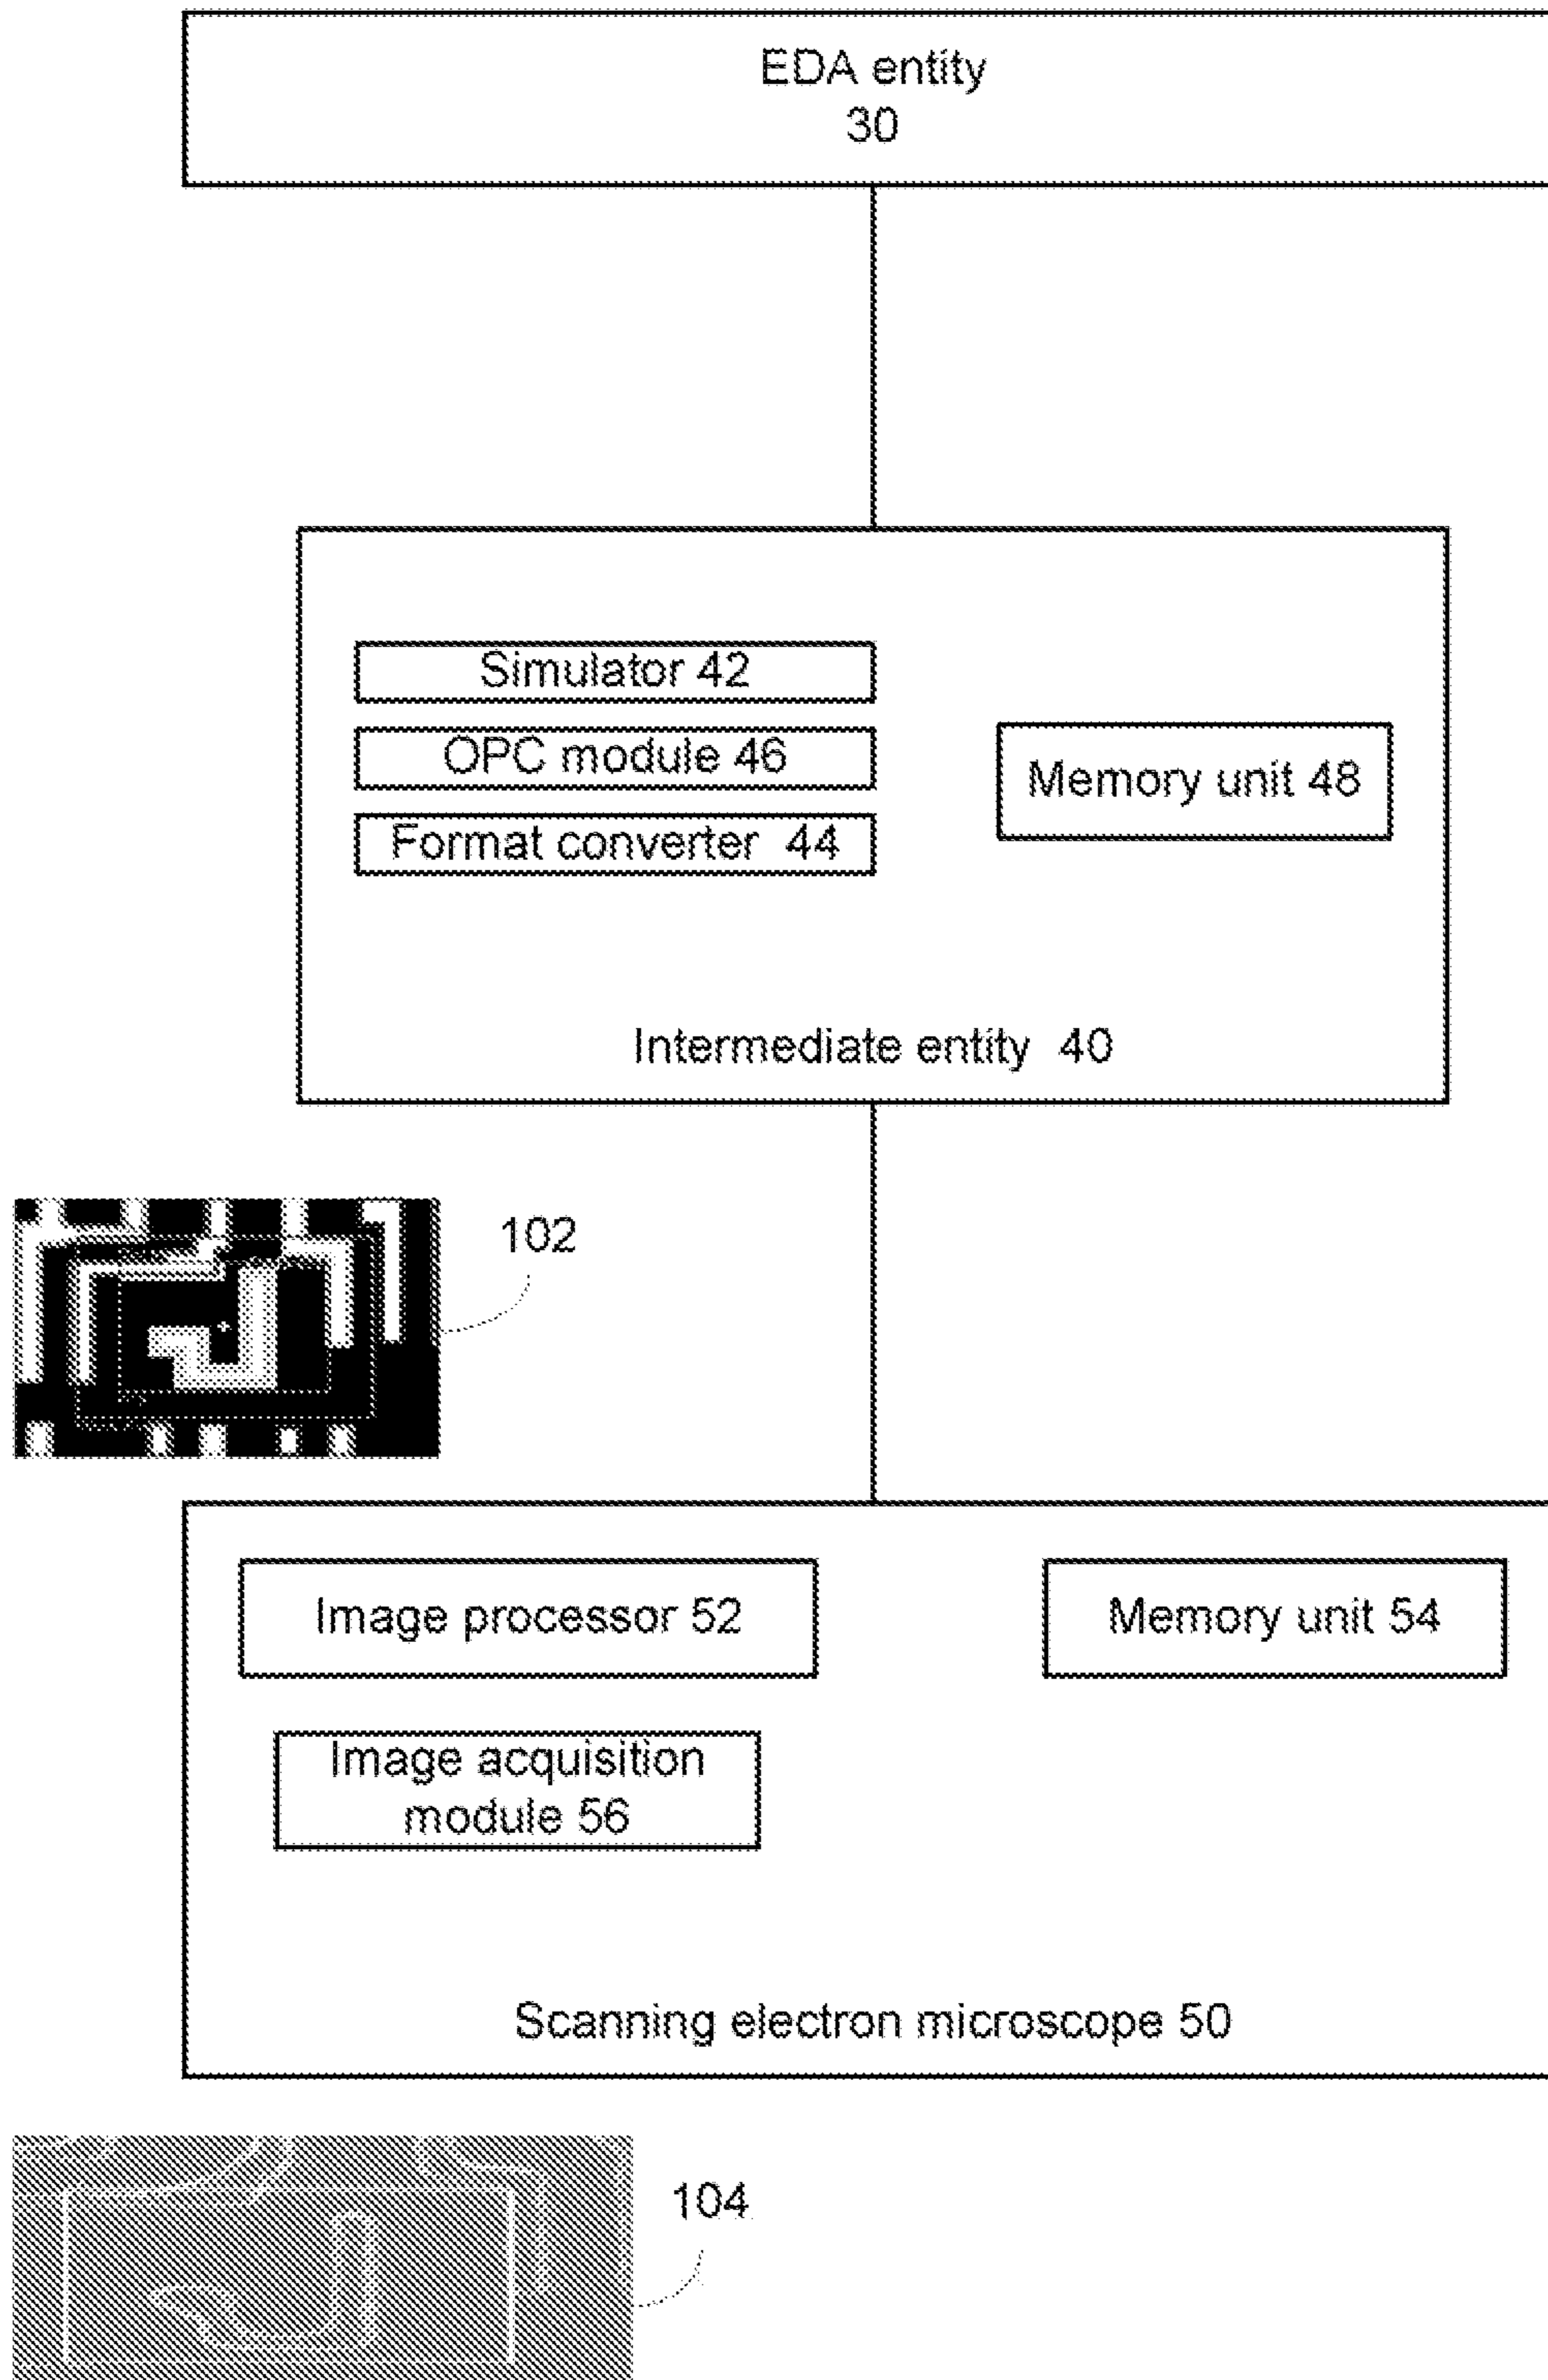 EDA entity
30
Simulator 42
OPC module 46
Memory unit 48
Format converter 44
Intermediate entity 40
102
Image processor 52
Memory unit 54
Image acquisition
module 56
Scanning electron microscope 50
104